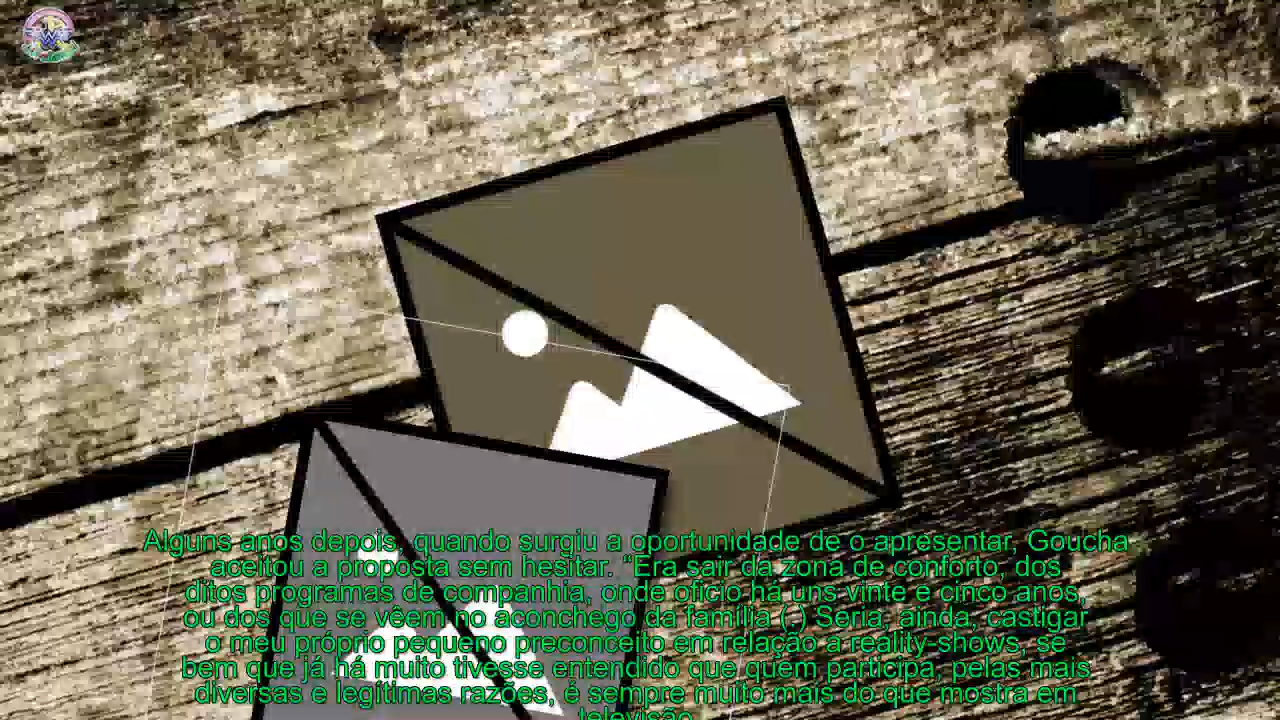 Alguns anos depois, quando surgiu a oportunidade de o apresentar, Goucha
aceitou a proposta sem hesitar. “Era sair da zona de conforto, dos
ditos programas de companhia, onde oficio há uns vinte e cinco anos,
ou dos que se vêem no aconchego da família (.) Seria, ainda, castigar
o meu próprio pequeno preconceito em relação a reality-shows, se
bem que já há muito tivesse entendido que quem participa, pelas mais
diversas e legítimas razões, é sempre muito mais do que mostra em
televisão